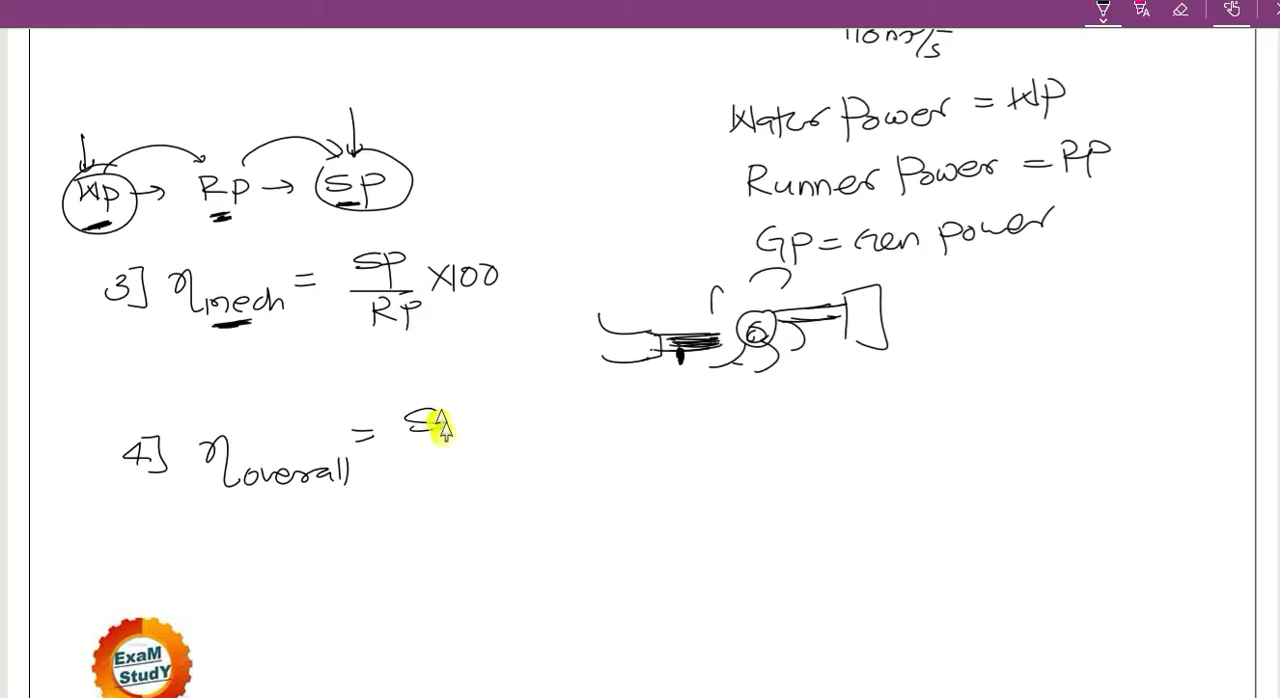 Water Power = WP
WP → RP → SP
Runner Power = RP
GP = Gen power
3] ηmech = SP/RP ×100
G
4] ηoverall =
ExaM
StudY